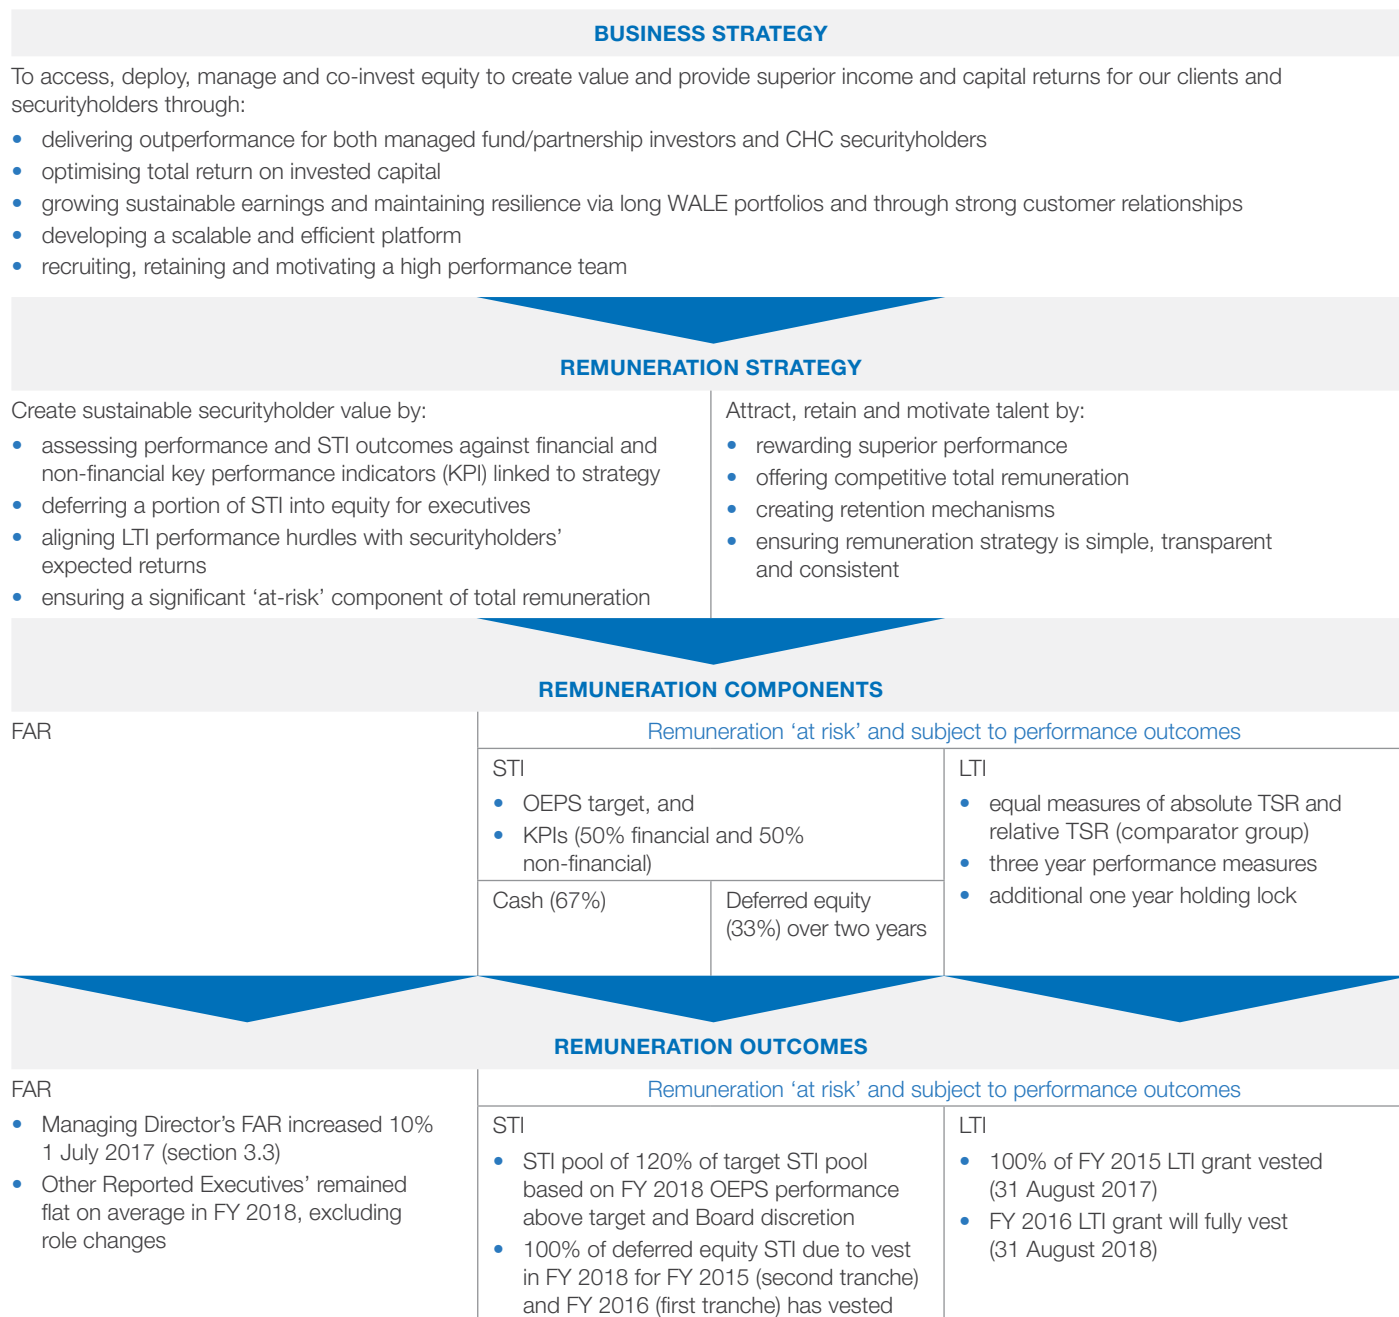 BUSINESS STRATEGY
To access, deploy, manage and co-invest equity to create value and provide superior income and capital returns for our clients and
securityholders through:
• delivering outperformance for both managed fund/partnership investors and CHC securityholders
• optimising total return on invested capital
• growing sustainable earnings and maintaining resilience via long WALE portfolios and through strong customer relationships
• developing a scalable and efficient platform
• recruiting, retaining and motivating a high performance team
REMUNERATION STRATEGY
Create sustainable securityholder value by:
• assessing performance and STI outcomes against financial and
non-financial key performance indicators (KPI) linked to strategy
• deferring a portion of STI into equity for executives
• aligning LTI performance hurdles with securityholders'
expected returns
• ensuring a significant 'at-risk' component of total remuneration
Attract, retain and motivate talent by:
• rewarding superior performance
• offering competitive total remuneration
• creating retention mechanisms
• ensuring remuneration strategy is simple, transparent
and consistent
REMUNERATION COMPONENTS
FAR
Remuneration 'at risk' and subject to performance outcomes
STI
• OEPS target, and
• KPIs (50% financial and 50%
non-financial)
Cash (67%)
Deferred equity
(33%) over two years
LTI
• equal measures of absolute TSR and
relative TSR (comparator group)
• three year performance measures
• additional one year holding lock
REMUNERATION OUTCOMES
FAR
• Managing Director's FAR increased 10%
1 July 2017 (section 3.3)
• Other Reported Executives' remained
flat on average in FY 2018, excluding
role changes
Remuneration 'at risk' and subject to performance outcomes
STI
• STI pool of 120% of target STI pool
based on FY 2018 OEPS performance
above target and Board discretion
• 100% of deferred equity STI due to vest
in FY 2018 for FY 2015 (second tranche)
and FY 2016 (first tranche) has vested
LTI
• 100% of FY 2015 LTI grant vested
(31 August 2017)
• FY 2016 LTI grant will fully vest
(31 August 2018)